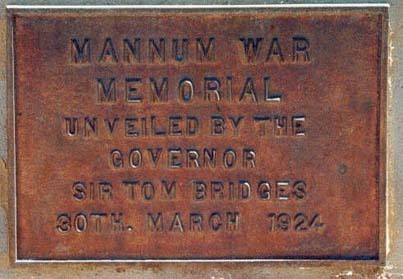 MANNUM WAR
MEMORIAL
UNVEILED BY THE
GOVERNOR
SIR TOM BRIDGES
30TH. MARCH 1924